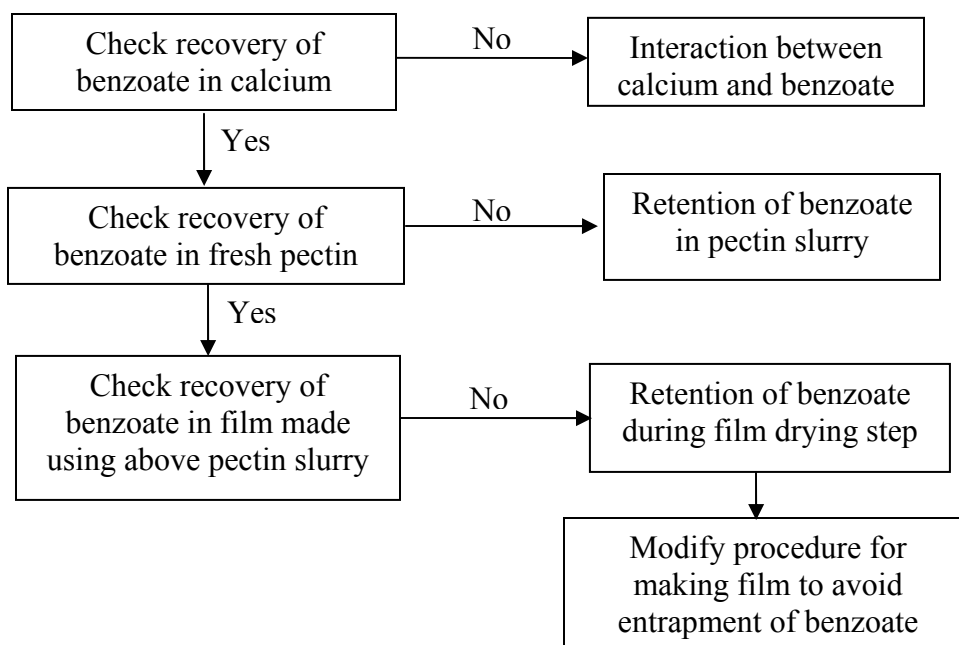 Check recovery of
benzoate in calcium
No
Interaction between
calcium and benzoate
Yes
Check recovery of
benzoate in fresh pectin
No
Retention of benzoate
in pectin slurry
Yes
Check recovery of
benzoate in film made
using above pectin slurry
No
Retention of benzoate
during film drying step
Modify procedure for
making film to avoid
entrapment of benzoate